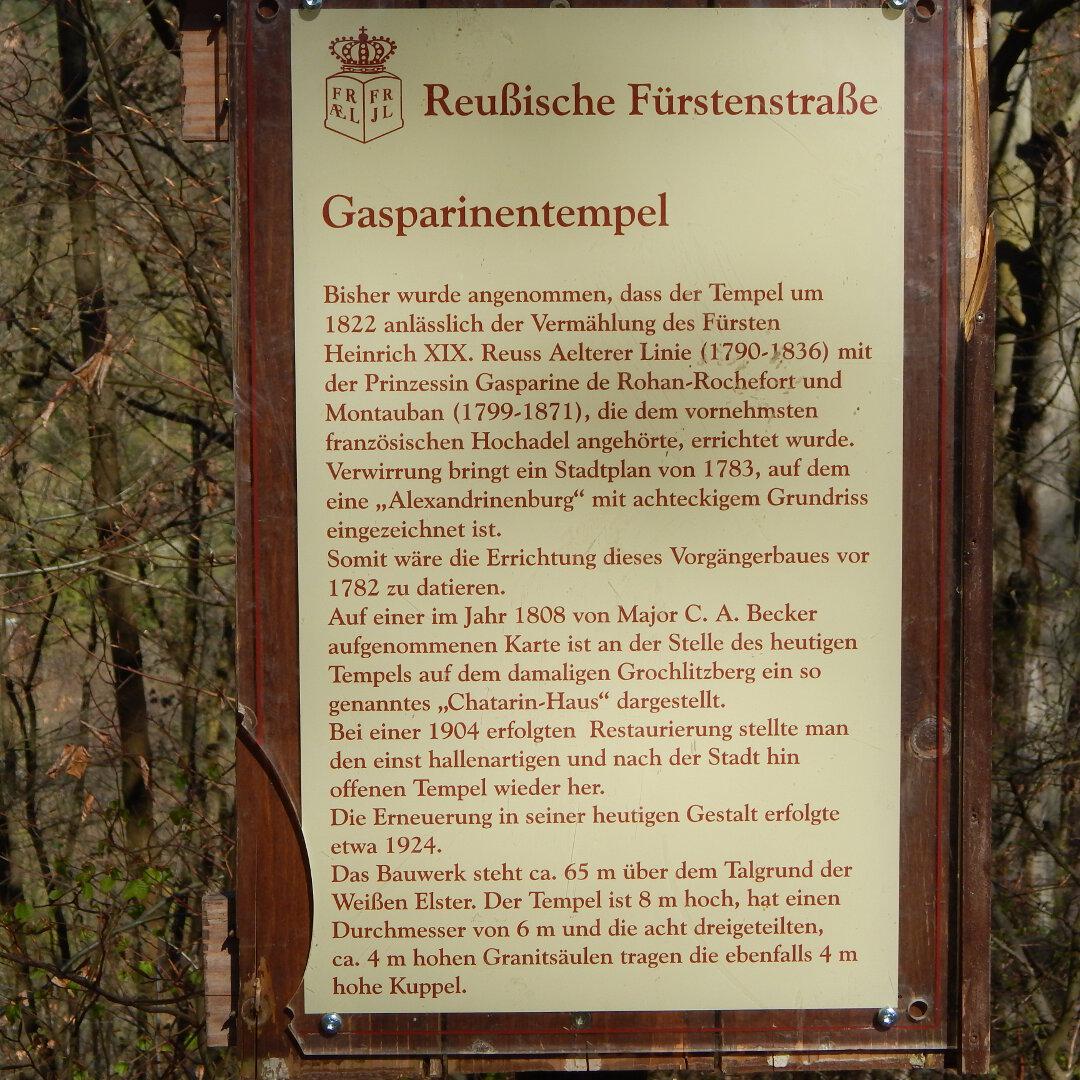 FR FR
ÆL JL
Reußische Fürstenstraße
Gasparinentempel
Bisher wurde angenommen, dass der Tempel um
1822 anlässlich der Vermählung des Fürsten
Heinrich XIX. Reuss Aelterer Linie (1790-1836) mit
der Prinzessin Gasparine de Rohan-Rochefort und
Montauban (1799-1871), die dem vornehmsten
französischen Hochadel angehörte, errichtet wurde.
Verwirrung bringt ein Stadtplan von 1783, auf dem
eine „Alexandrinenburg“ mit achteckigem Grundriss
eingezeichnet ist.
Somit wäre die Errichtung dieses Vorgängerbaues vor
1782 zu datieren.
Auf einer im Jahr 1808 von Major C. A. Becker
aufgenommenen Karte ist an der Stelle des heutigen
Tempels auf dem damaligen Grochlitzberg ein so
genanntes „Chatarin-Haus“ dargestellt.
Bei einer 1904 erfolgten Restaurierung stellte man
den einst hallenartigen und nach der Stadt hin
offenen Tempel wieder her.
Die Erneuerung in seiner heutigen Gestalt erfolgte
etwa 1924.
Das Bauwerk steht ca. 65 m über dem Talgrund der
Weißen Elster. Der Tempel ist 8 m hoch, hat einen
Durchmesser von 6 m und die acht dreigeteilten,
ca. 4 m hohen Granitsäulen tragen die ebenfalls 4 m
hohe Kuppel.